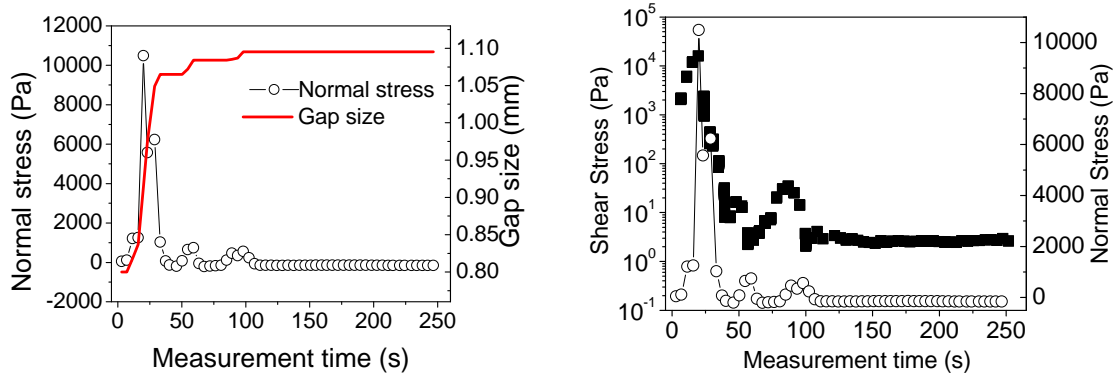 12000
10000
8000
6000
4000
2000
0
-2000
Normal stress (Pa)
0 50 100 150 200 250
Measurement time (s)
1.10
1.05
1.00
0.95
0.90
0.85
0.80
Gap size (mm)
Normal stress
Gap size
10^5
10^4
10^3
10^2
10^1
10^0
10^-1
Shear Stress (Pa)
0 50 100 150 200 250
Measurement time (s)
10000
8000
6000
4000
2000
0
Normal Stress (Pa)